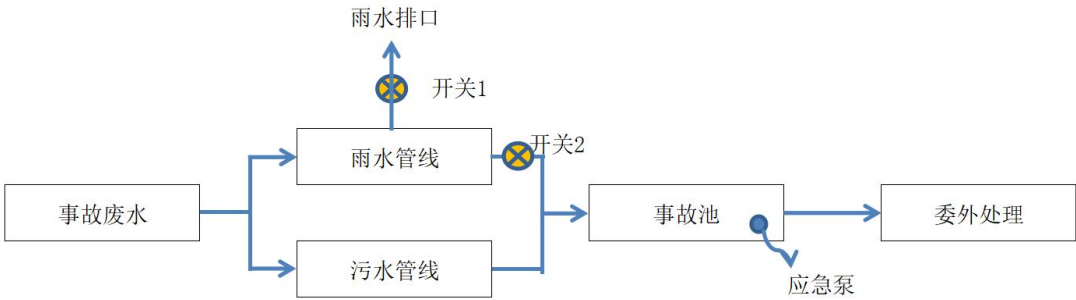 雨水排口
开关1
雨水管线
开关2
事故废水
事故池
委外处理
污水管线
应急泵